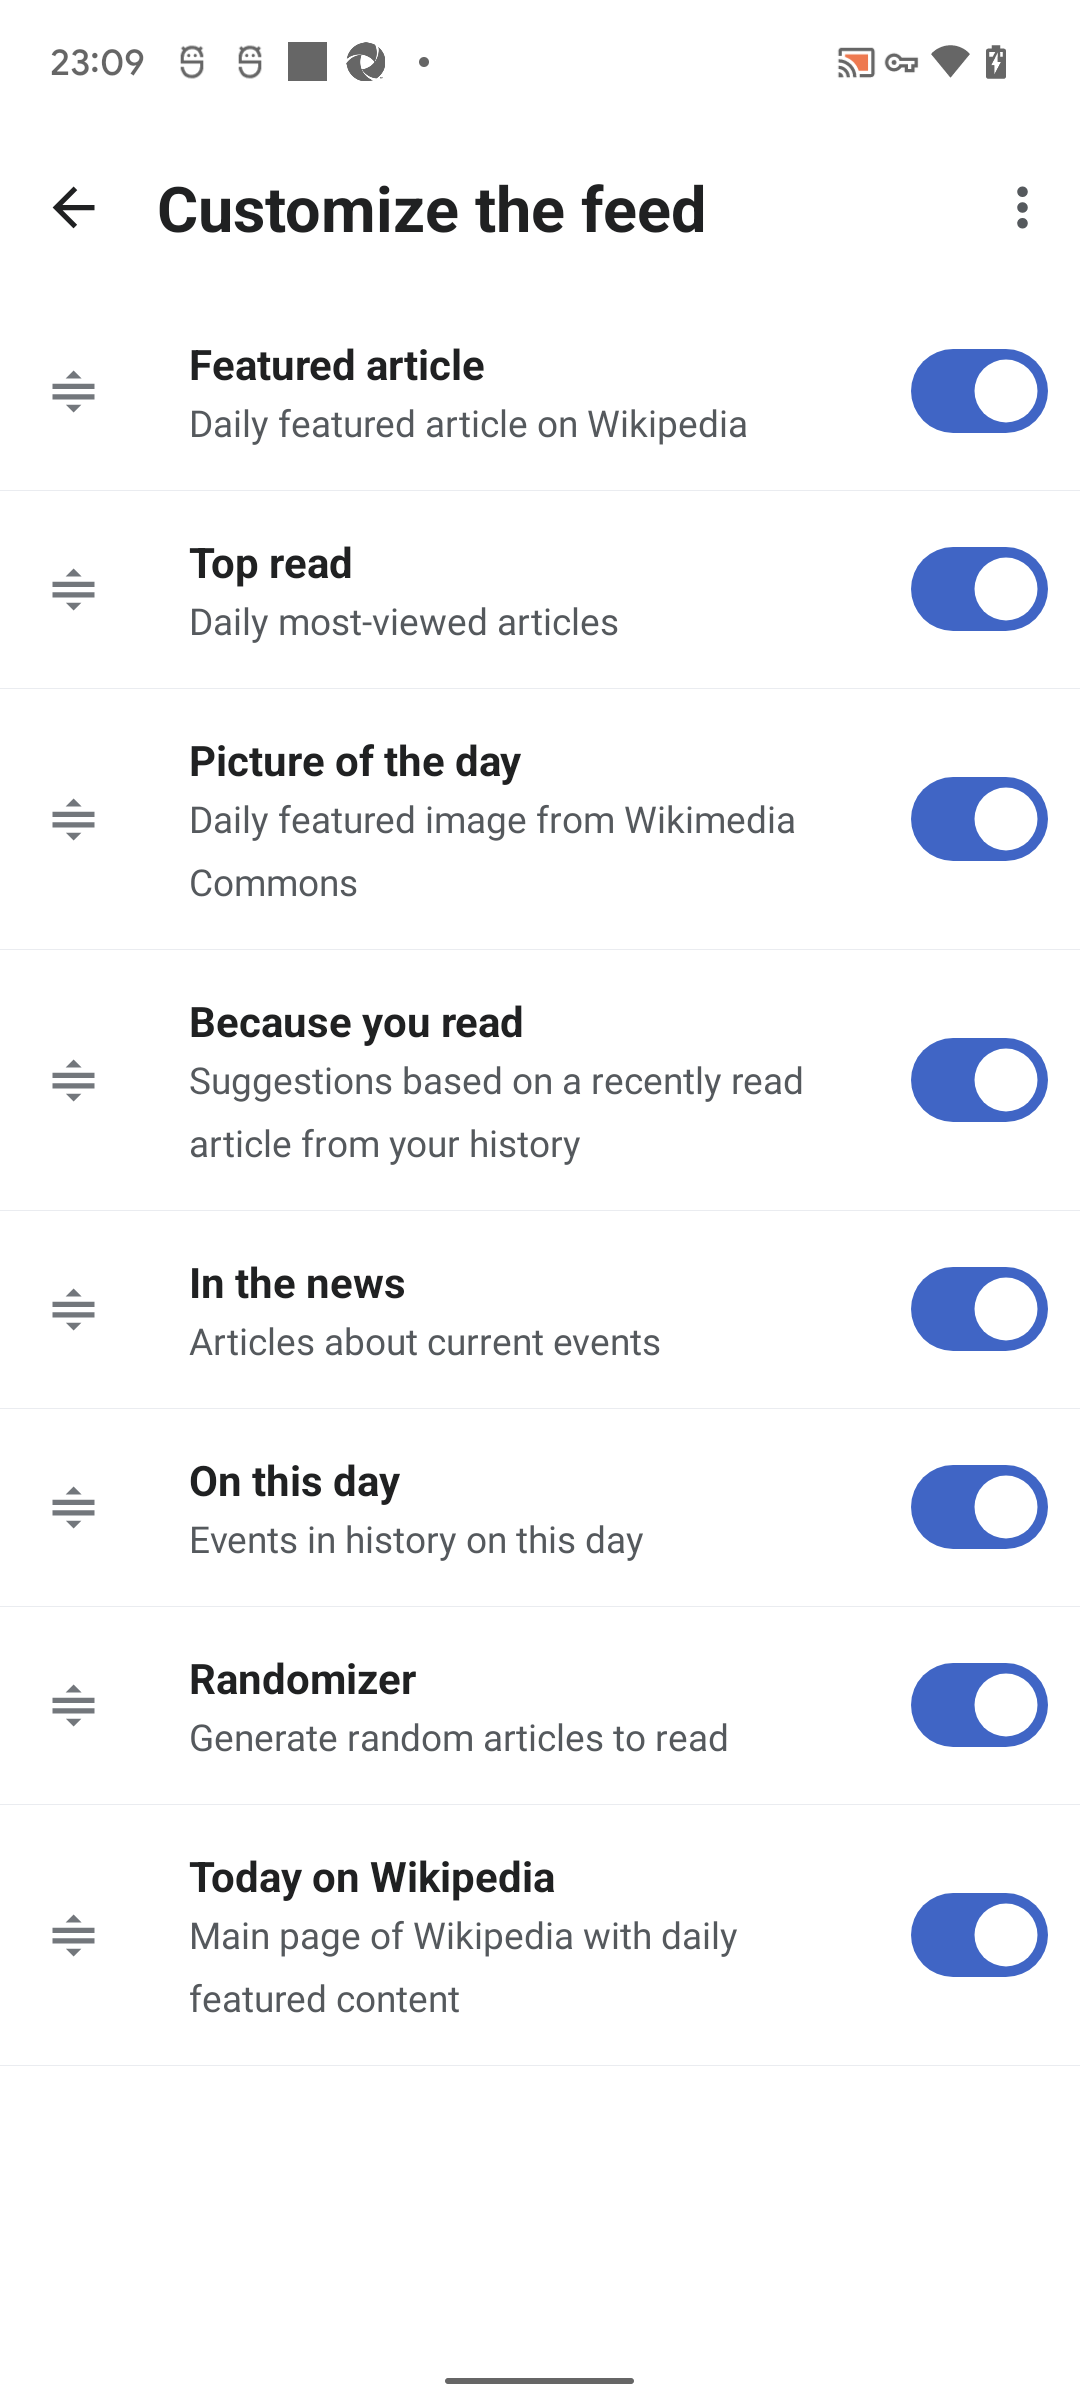 23:09
Customize the feed
Featured article
Daily featured article on Wikipedia
Top read
Daily most-viewed articles
Picture of the day
Daily featured image from Wikimedia
Commons
Because you read
Suggestions based on a recently read
article from your history
In the news
Articles about current events
On this day
Events in history on this day
Randomizer
Generate random articles to read
Today on Wikipedia
Main page of Wikipedia with daily
featured content